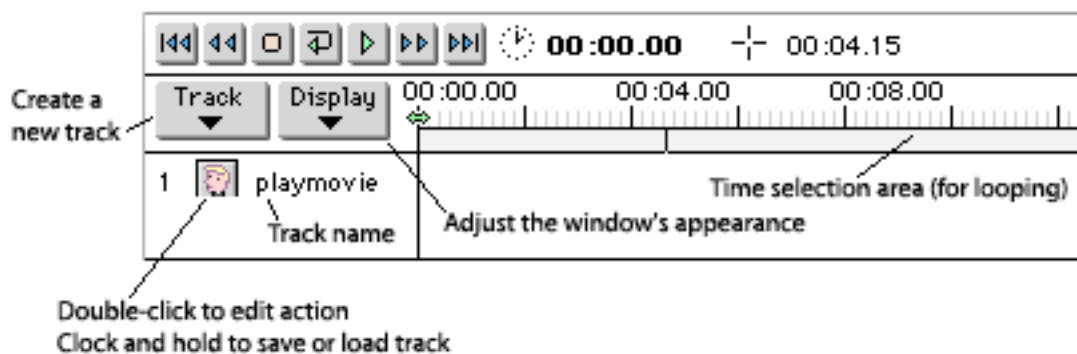 00:00.00 00:04.15
Create a
new track
Track Display 00:00.00 00:04.00 00:08.00
1 playmovie
Time selection area (for looping)
Track name
Adjust the window's appearance
Double-click to edit action
Clock and hold to save or load track